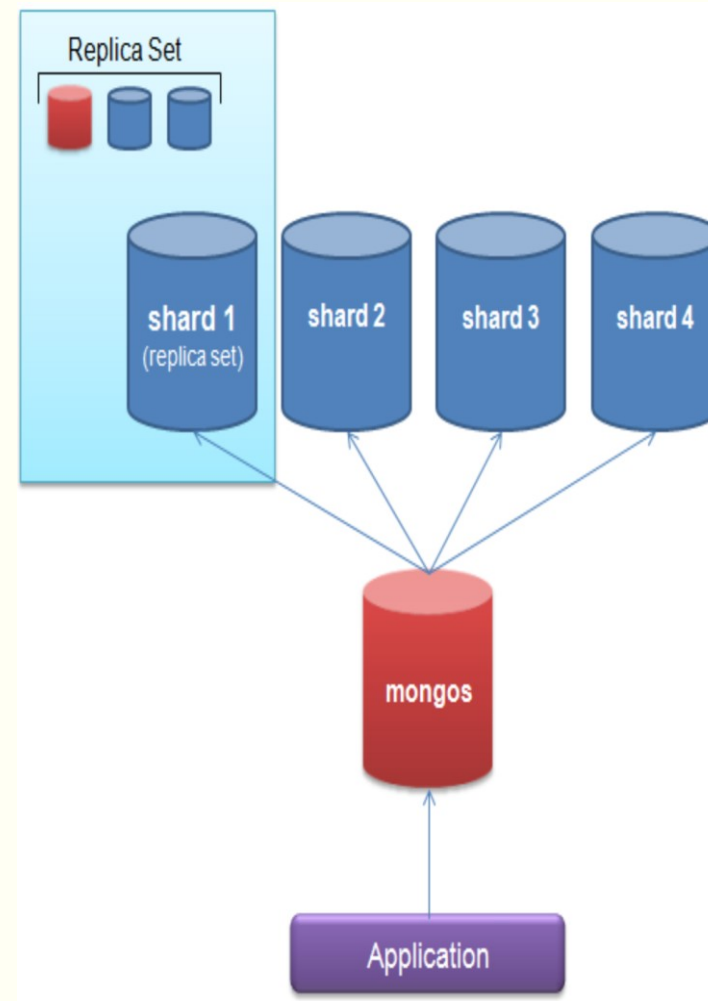 Replica Set
shard 1
(replica set)
shard 2
shard 3
shard 4
mongos
Application